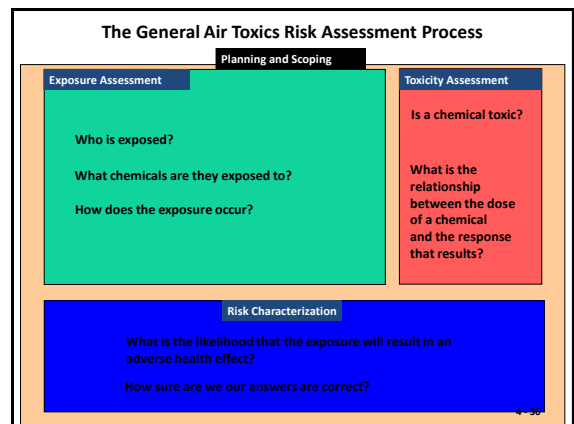 The General Air Toxics Risk Assessment Process
Planning and Scoping
Exposure Assessment
Who is exposed?
What chemicals are they exposed to?
How does the exposure occur?
Toxicity Assessment
Is a chemical toxic?
What is the
relationship
between the dose
of a chemical
and the response
that results?
Risk Characterization
What is the likelihood that the exposure will result in an
adverse health effect?
How sure are we our answers are correct?
4 - 36